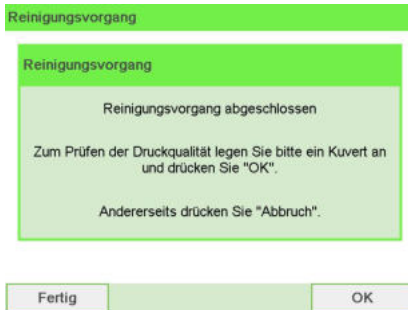 Reinigungsvorgang
Reinigungsvorgang
Reinigungsvorgang abgeschlossen
Zum Prüfen der Druckqualität legen Sie bitte ein Kuvert an
und drücken Sie "OK".
Andererseits drücken Sie "Abbruch".
Fertig
OK